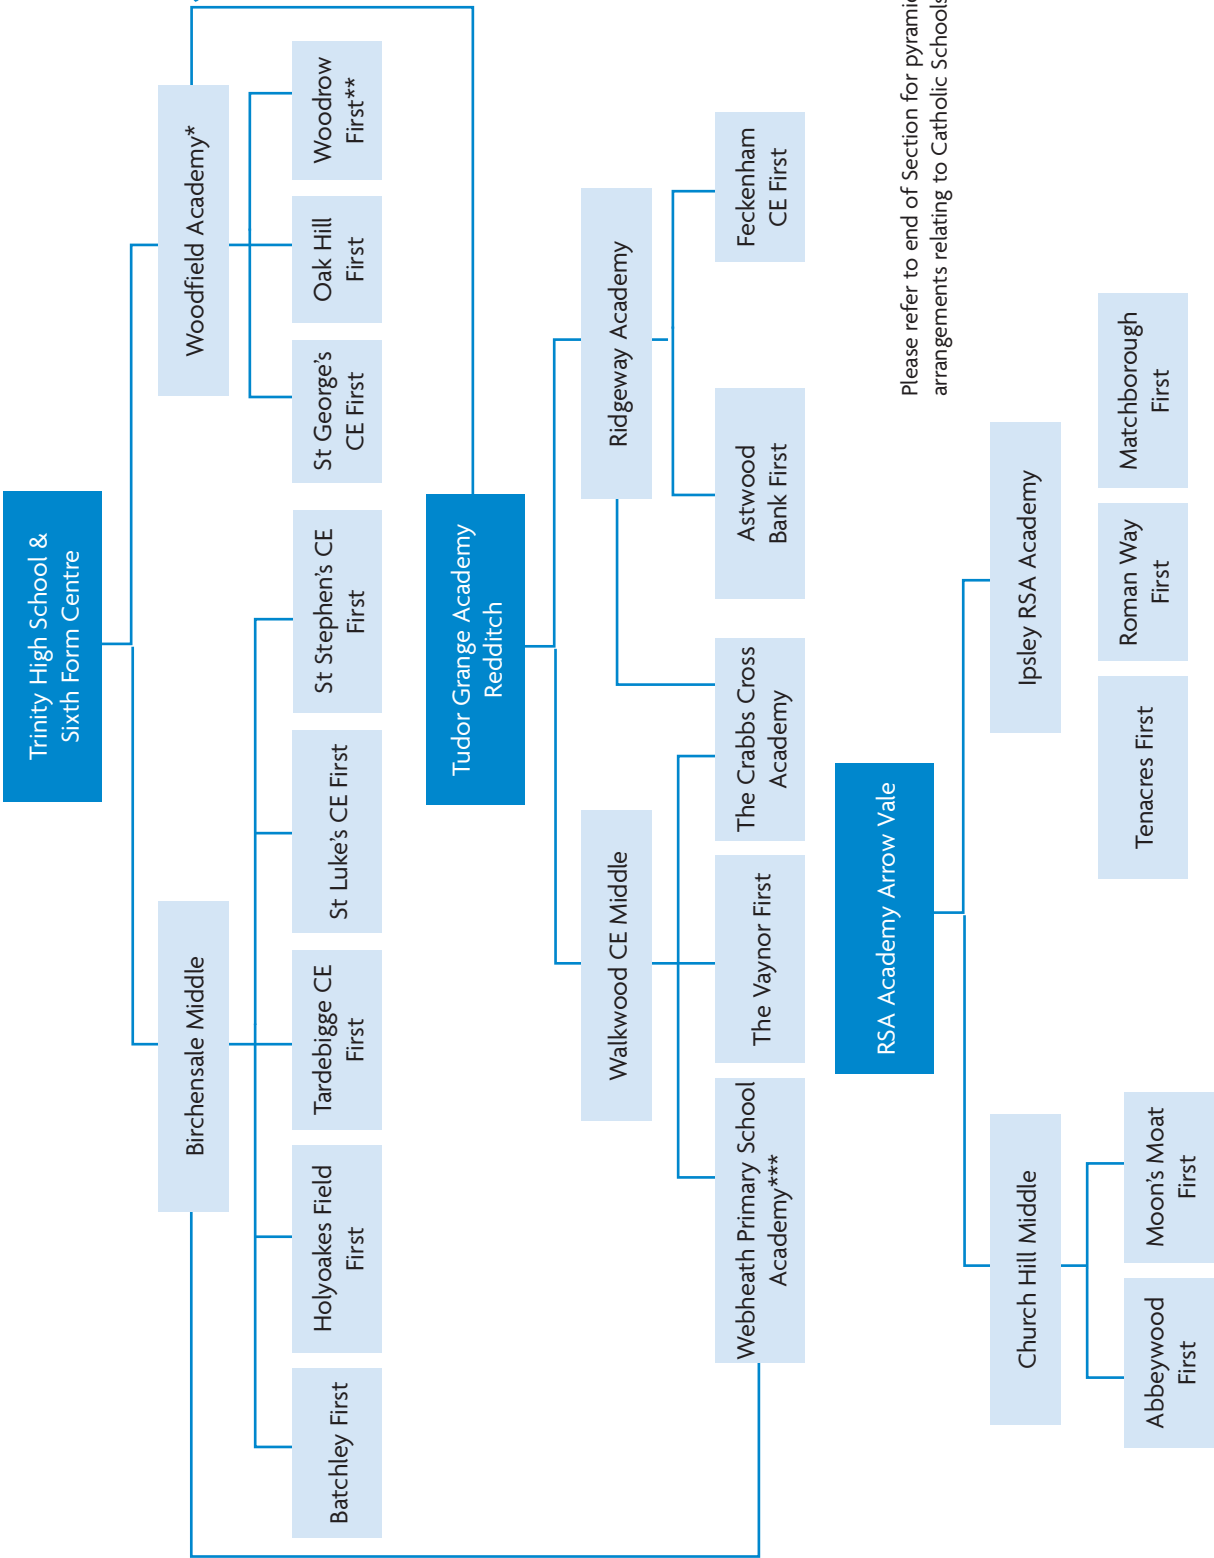 Trinity High School &
Sixth Form Centre
Birchensale Middle
Woodfield Academy*
Batchley First
Holyoakes Field
First
Tardebigge CE
First
St Luke's CE First
St Stephen's CE
First
St George's
CE First
Oak Hill
First
Woodrow
First**
Tudor Grange Academy
Redditch
Walkwood CE Middle
Ridgeway Academy
Webheath Primary School
Academy***
The Vaynor First
The Crabbs Cross
Academy
Astwood
Bank First
Feckenham
CE First
RSA Academy Arrow Vale
Please refer to end of Section for
arrangements relating to Catholic Schools
Church Hill Middle
Ipsley RSA Academy
Abbeywood
First
Moon's Moat
First
Tenacres First
Roman Way
First
Matchborough
First